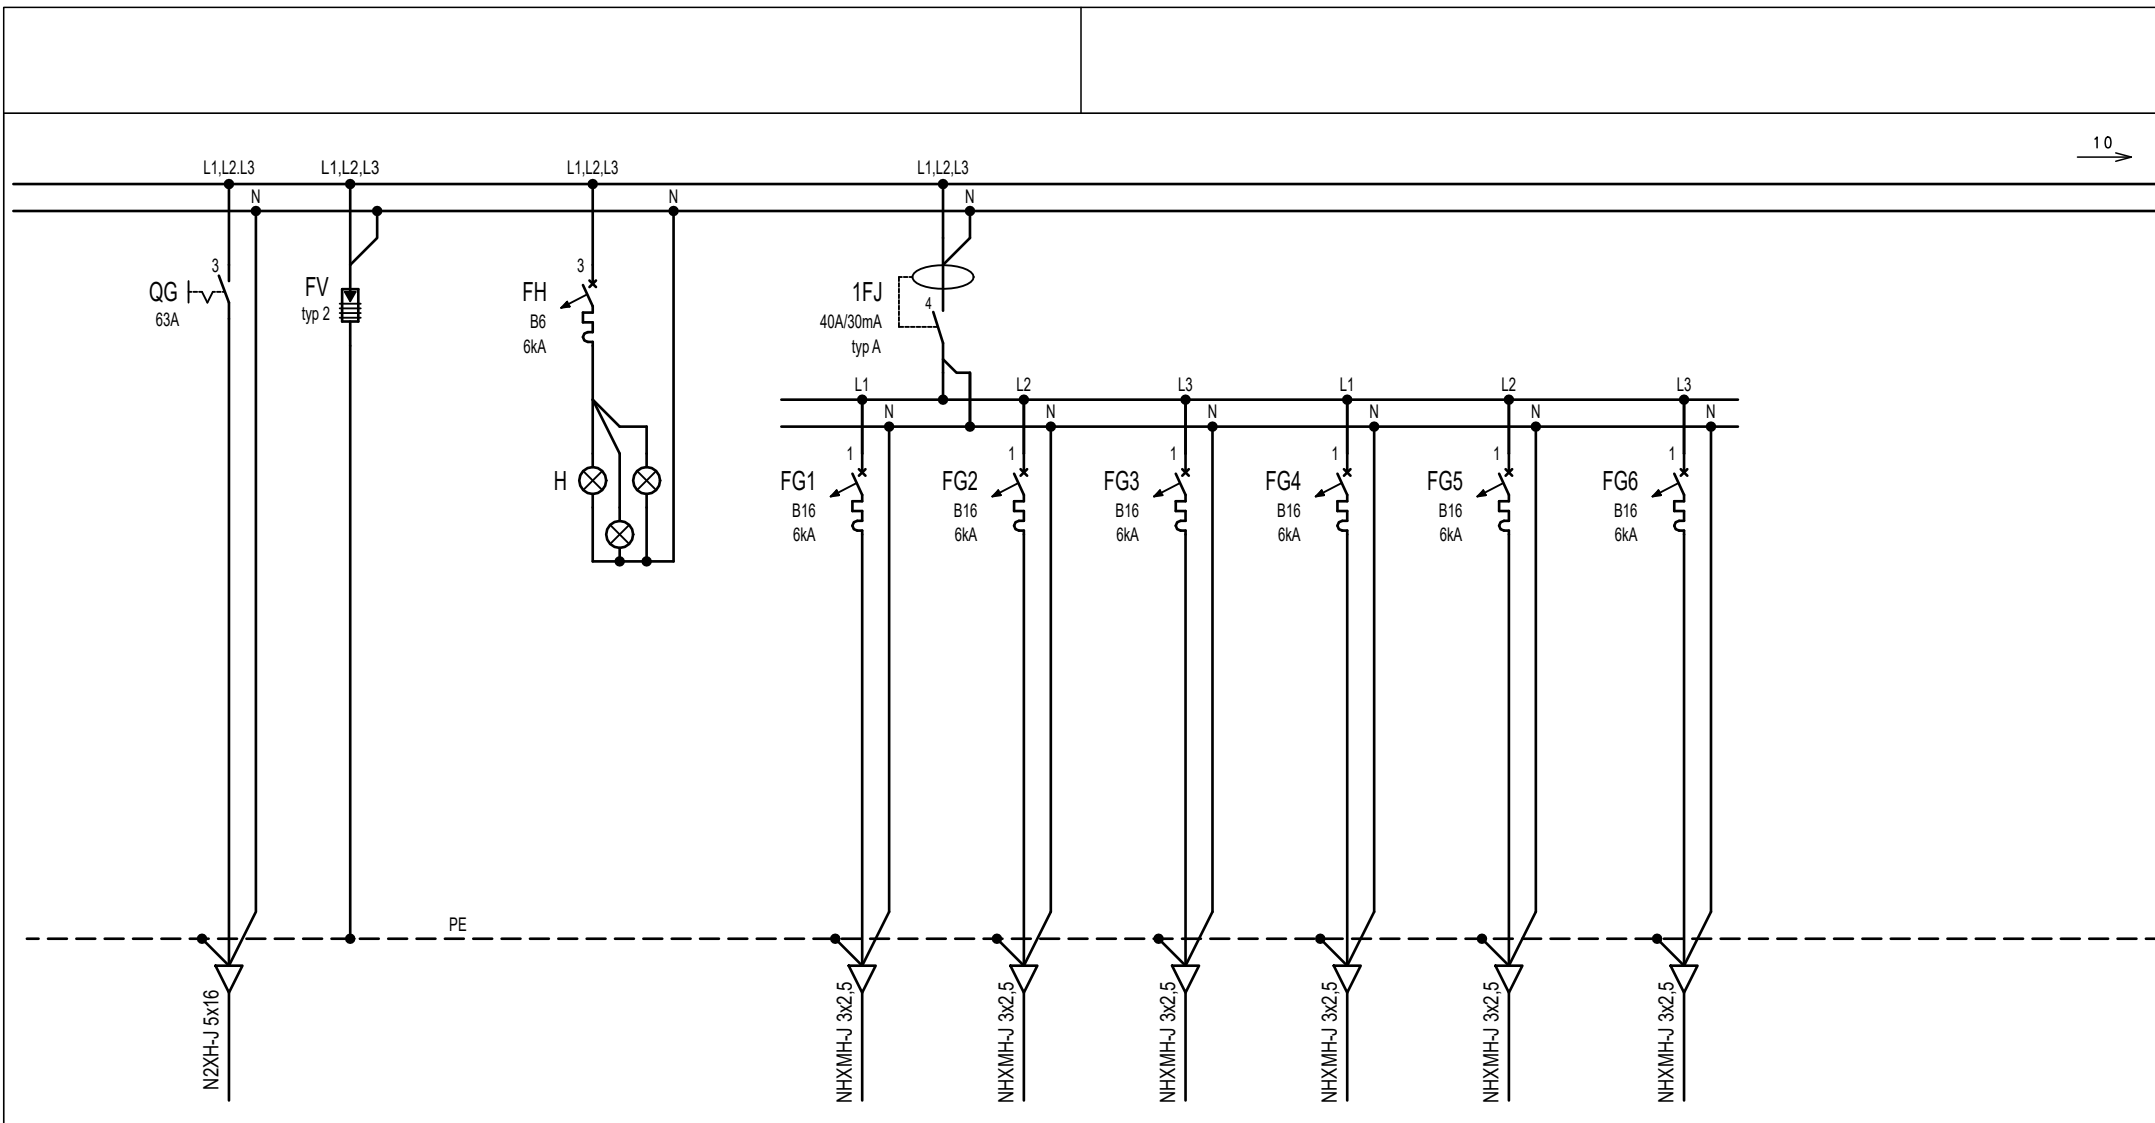 10
L1,L2.L3
L1,L2,L3
L1,L2,L3
L1,L2,L3
N
N
N
3
QG
63A
FV
typ 2
3
FH
B6
6kA
1FJ
4
40A/30mA
typ A
L1
L2
L3
L1
L2
L3
N
N
N
N
N
N
H
1
FG1
B16
6kA
1
FG2
B16
6kA
1
FG3
B16
6kA
1
FG4
B16
6kA
1
FG5
B16
6kA
1
FG6
B16
6kA
PE
N2XH-J 5x16
NHXMH-J 3x2,5
NHXMH-J 3x2,5
NHXMH-J 3x2,5
NHXMH-J 3x2,5
NHXMH-J 3x2,5
NHXMH-J 3x2,5